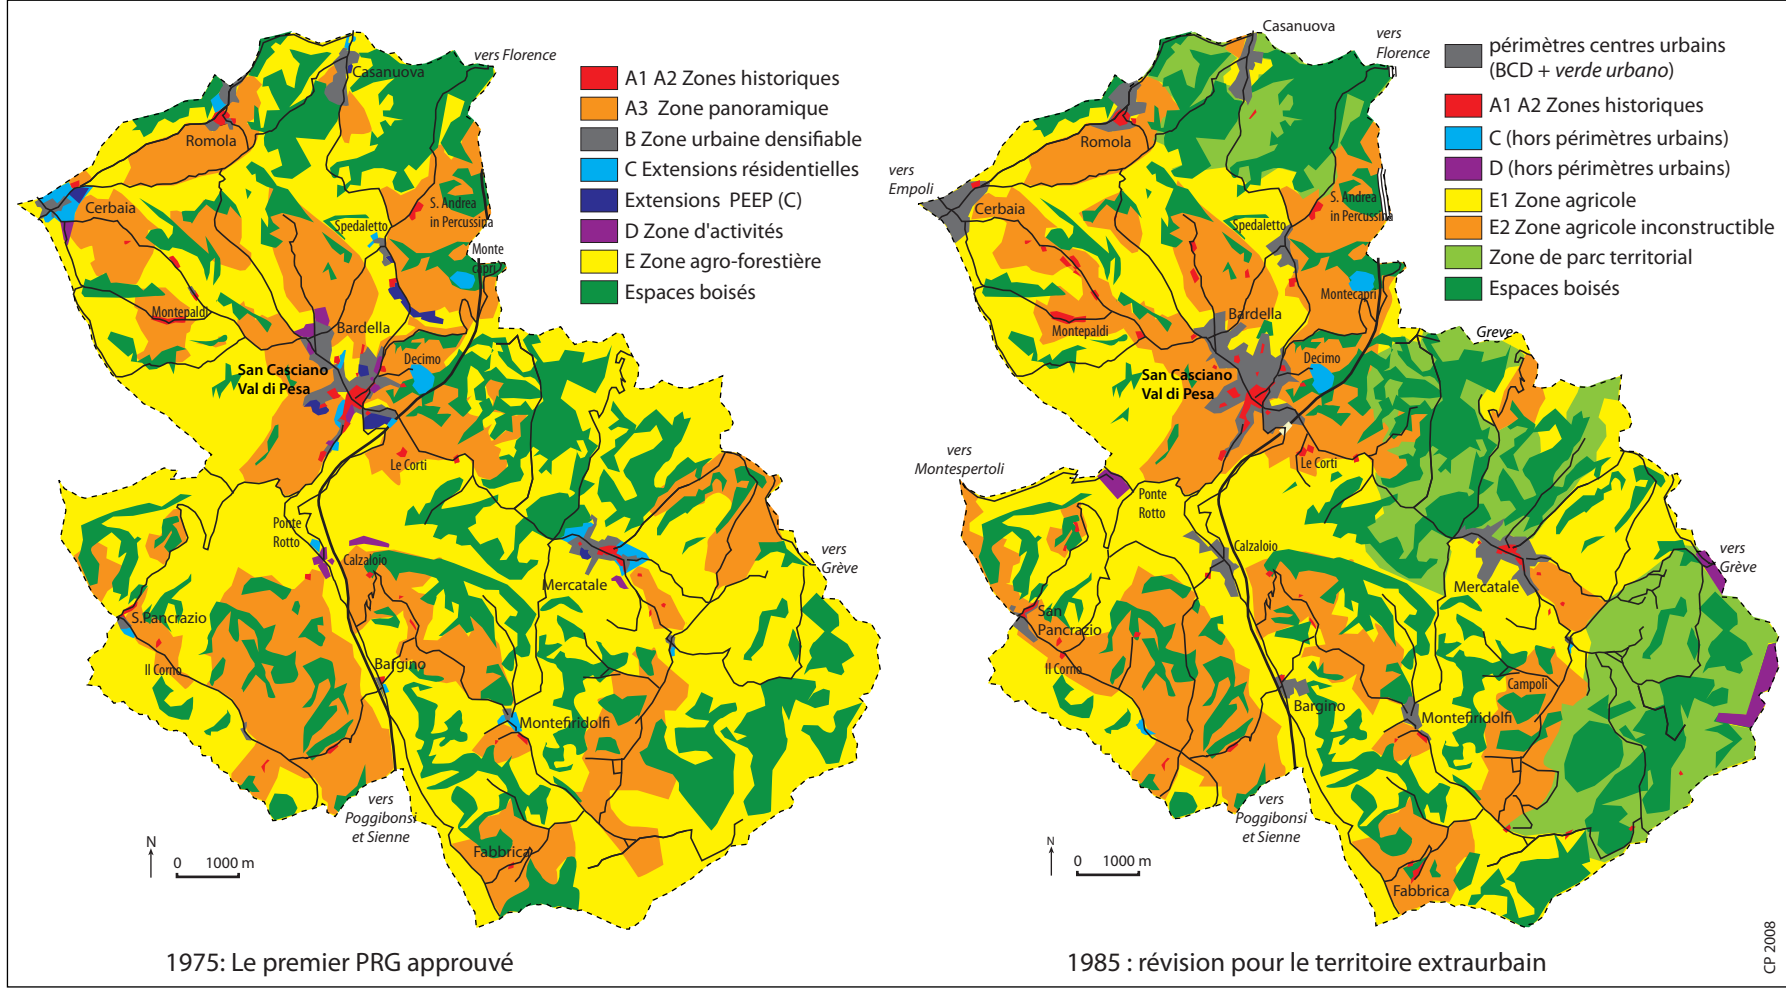 vers Florence
Casanuova
Romola
Cerbaia
S. Andrea
in Percussina
Spedaletto
Monte
capri
Montepaldi
Bardella
Decimo
San Casciano
Val di Pesa
Le Corti
Ponte
Rotto
Calzaloio
Mercatale
vers
Grève
S.Pancrazio
Il Corno
Bargino
Montefiridolfi
vers
Poggibonsi
et Sienne
Fabbrica
N
0 1000 m
A1 A2 Zones historiques
A3 Zone panoramique
B Zone urbaine densifiable
C Extensions résidentielles
Extensions PEEP (C)
D Zone d'activités
E Zone agro-forestière
Espaces boisés
1975: Le premier PRG approuvé
Casanuova
vers
Florence
Romola
vers
Empoli
Cerbaia
S. Andrea
in Percussina
Spedaletto
Montecapri
Montepaldi
Bardella
Greve
Decimo
San Casciano
Val di Pesa
vers
Montespertoli
Le Corti
Ponte
Rotto
Calzaloio
Mercatale
vers
Grève
San
Pancrazio
Il Corno
Campoli
Bargino
Montefiridolfi
vers
Poggibonsi
et Sienne
Fabbrica
N
0 1000 m
périmètres centres urbains
(BCD + verde urbano)
A1 A2 Zones historiques
C (hors périmètres urbains)
D (hors périmètres urbains)
E1 Zone agricole
E2 Zone agricole inconstructible
Zone de parc territorial
Espaces boisés
1985 : révision pour le territoire extraurbain
CP 2008